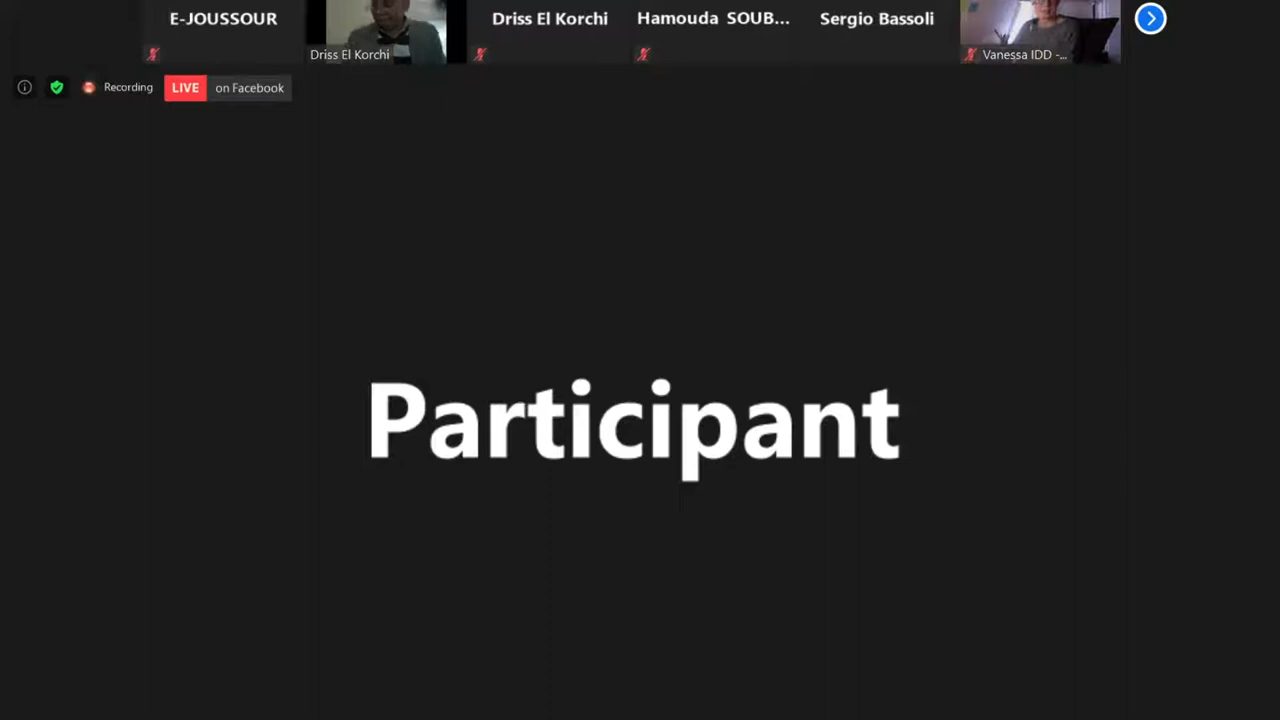 E-JOUSSOUR
Driss El Korchi
Driss El Korchi
Hamouda SOUB...
Sergio Bassoli
Vanessa IDD -...
Recording
LIVE on Facebook
Participant